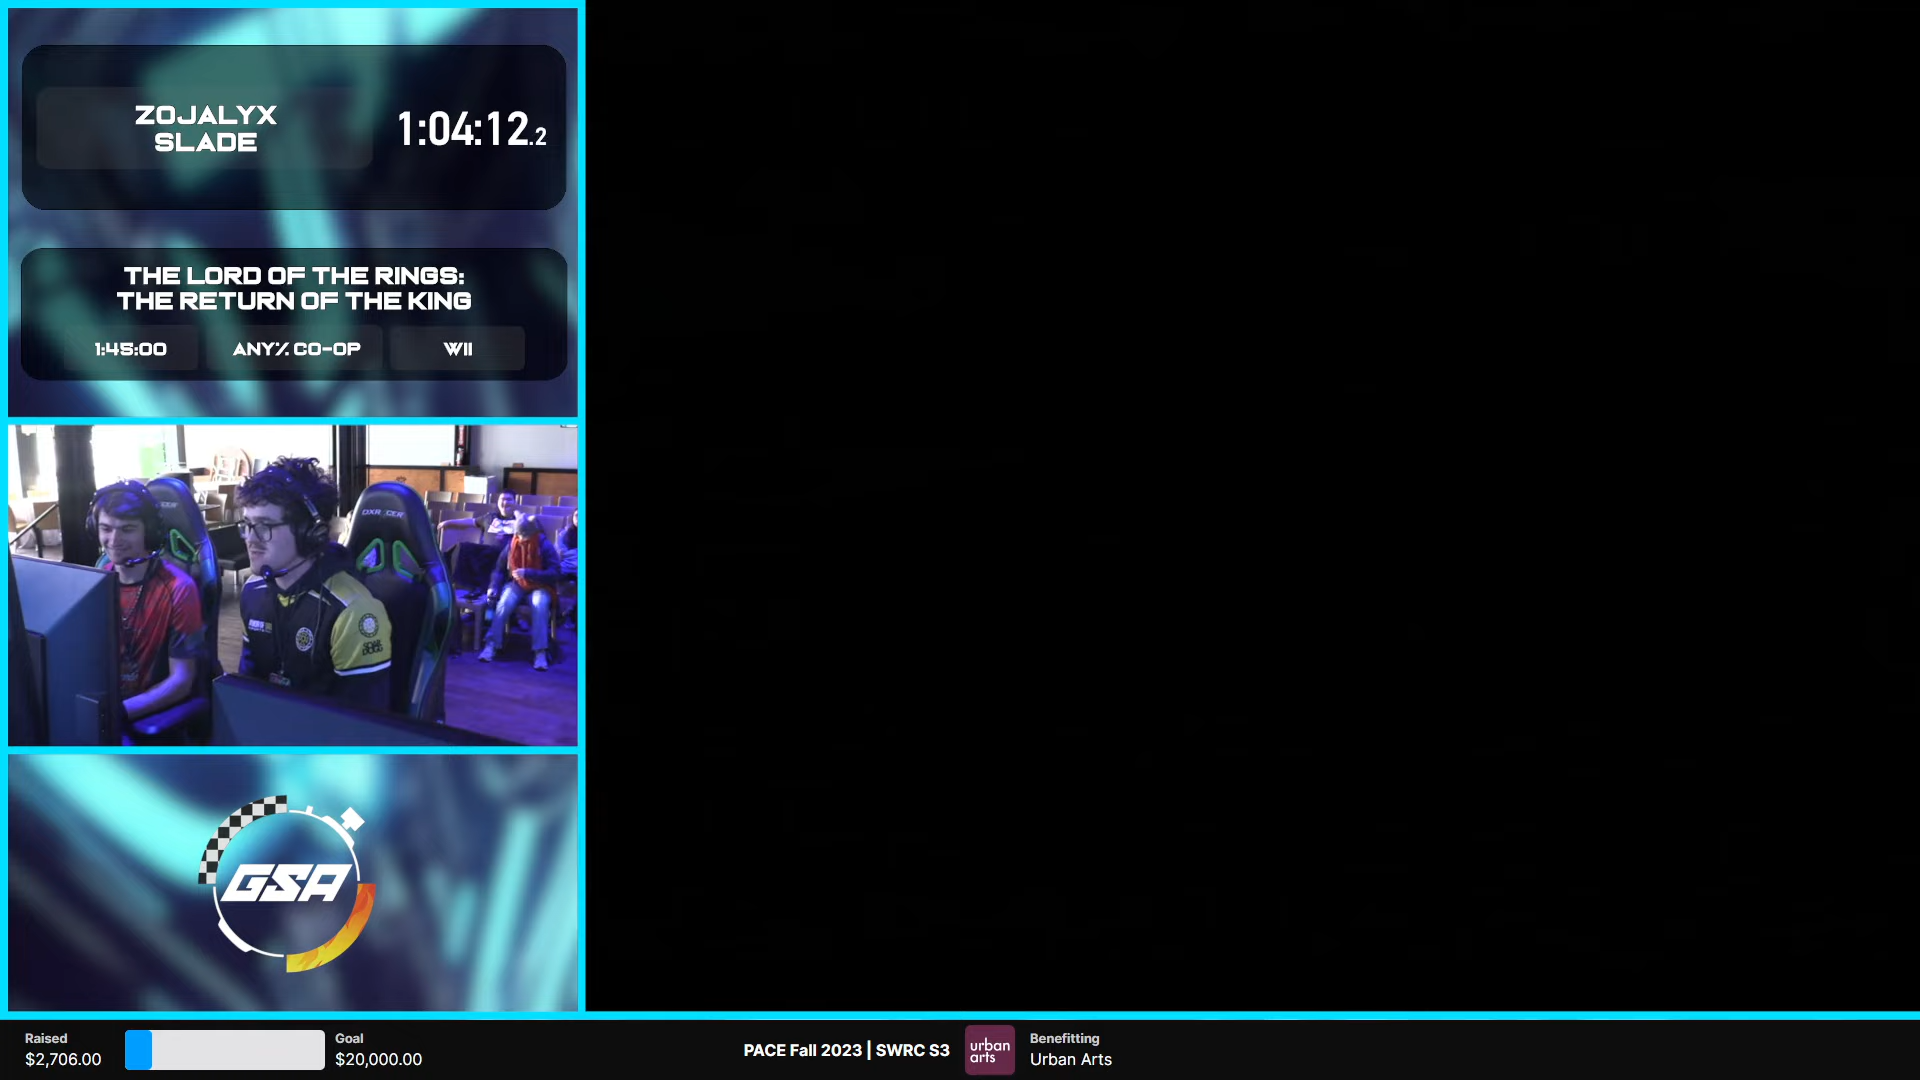 ZOJALYX
SLADE
1:04:12.2
THE LORD OF THE RINGS:
THE RETURN OF THE KING
1:45:00
ANY% CO-OP
WII
DXRACER
GSA
Raised
$2,706.00
Goal
$20,000.00
PACE Fall 2023 | SWRC S3
urban
arts
Benefitting
Urban Arts